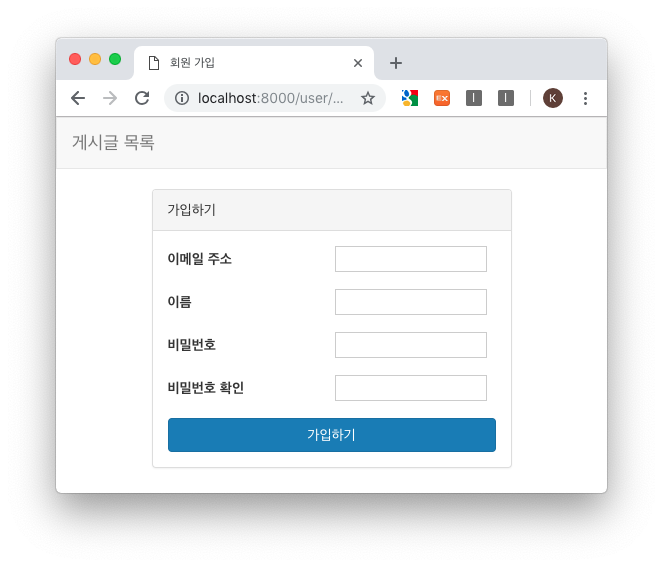 회원 가입
localhost:8000/user/...
EX
K
게시글 목록
가입하기
이메일 주소
이름
비밀번호
비밀번호 확인
가입하기